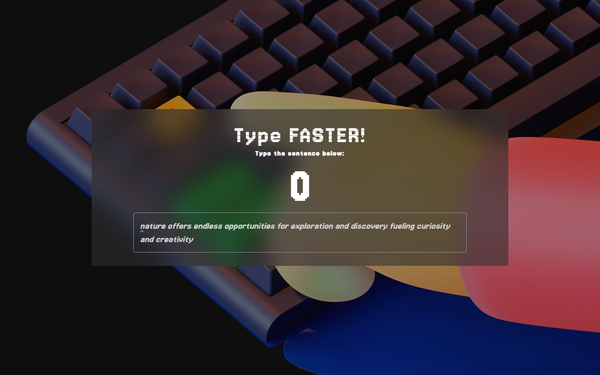 Type FASTER!
Type the sentence below:
0
nature offers endless opportunities for exploration and discovery fueling curiosity
and creativity